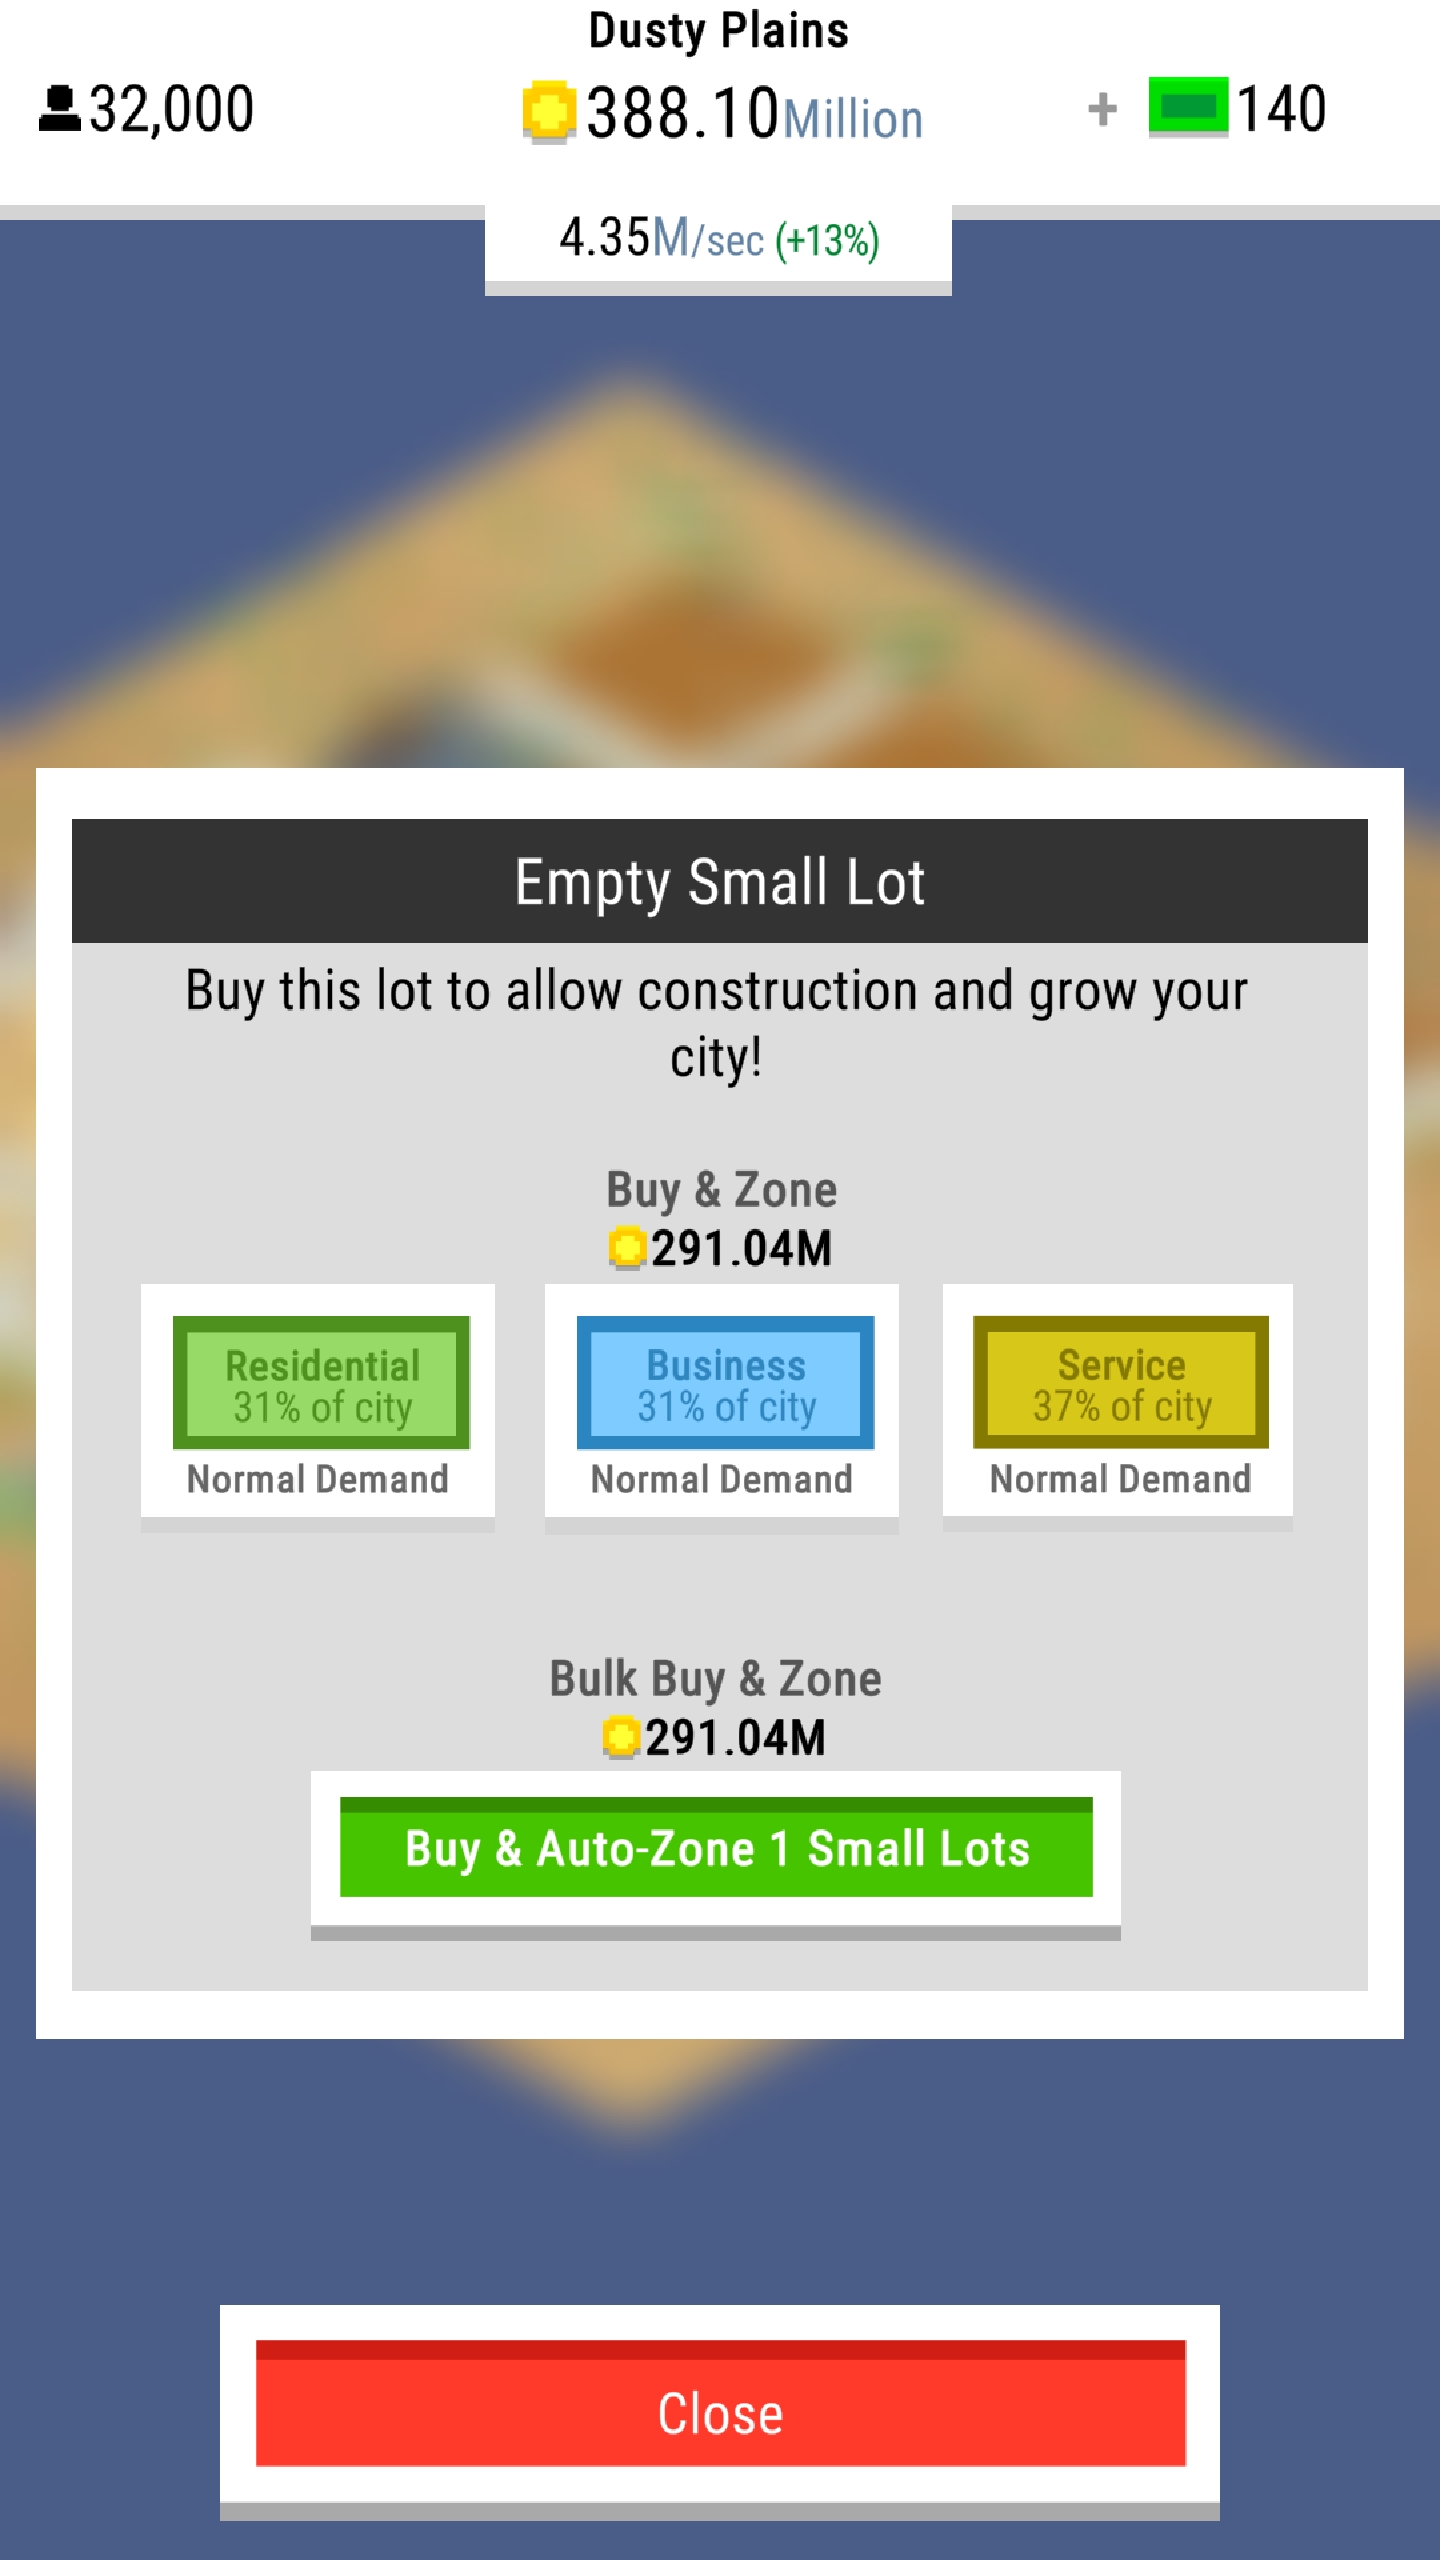 Dusty Plains
32,000
388.10Million
+ 140
4.35M/sec (+13%)
Empty Small Lot
Buy this lot to allow construction and grow your
city!
Buy & Zone
291.04M
Residential
31% of city
Normal Demand
Business
31% of city
Normal Demand
Service
37% of city
Normal Demand
Bulk Buy & Zone
291.04M
Buy & Auto-Zone 1 Small Lots
Close